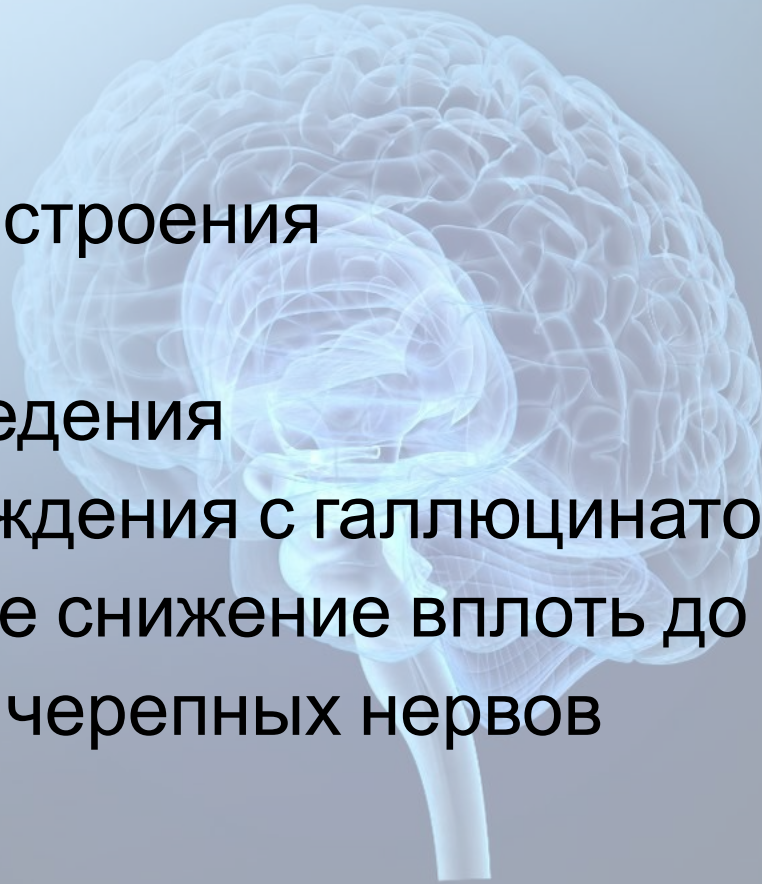 строения
едения
ждения с галлюцинато
е снижение вплоть до
черепных нервов